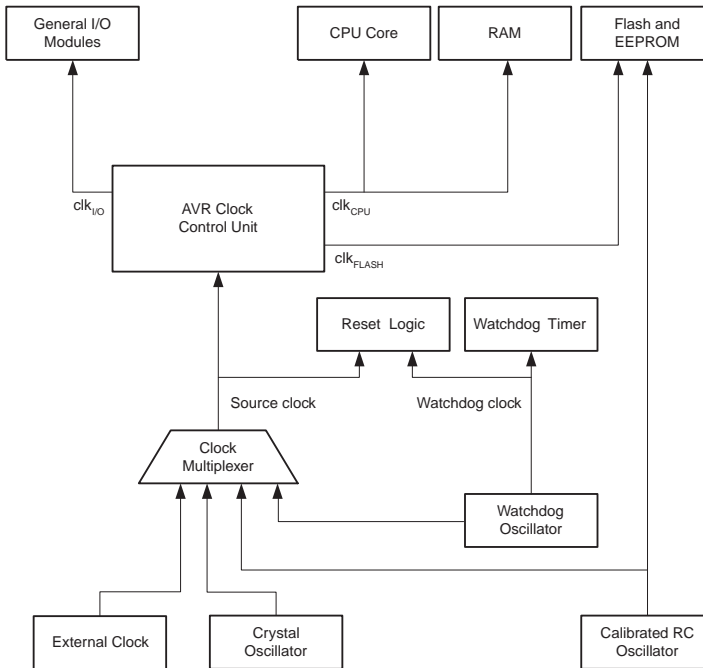 General I/O
Modules
CPU Core
RAM
Flash and
EEPROM
clkI/O
AVR Clock
Control Unit
clkCPU
clkFLASH
Reset Logic
Watchdog Timer
Source clock
Watchdog clock
Clock
Multiplexer
Watchdog
Oscillator
External Clock
Crystal
Oscillator
Calibrated RC
Oscillator